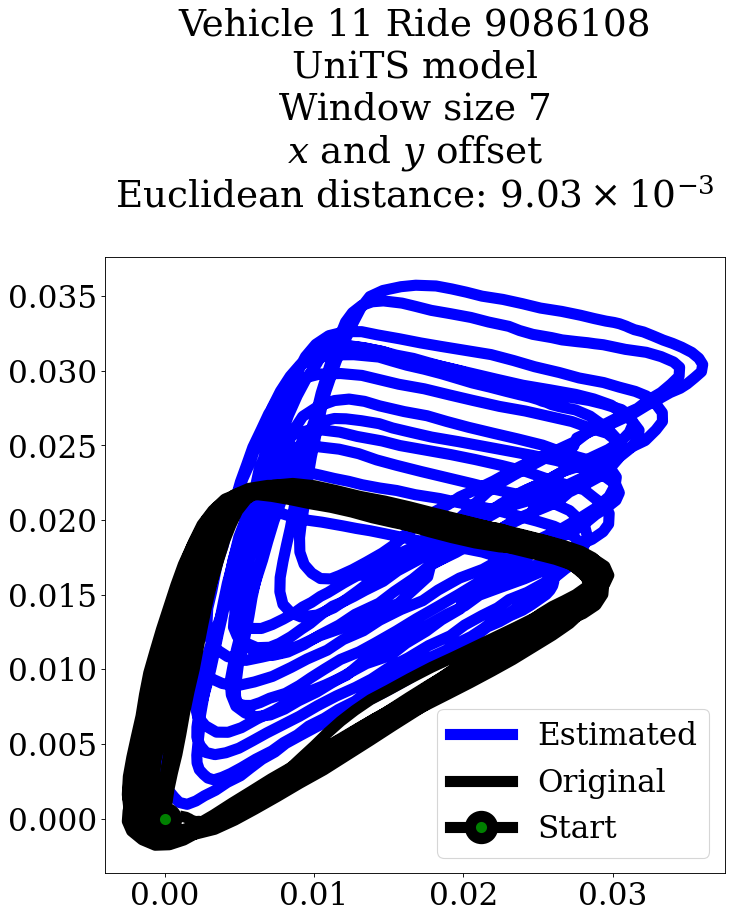 Vehicle 11 Ride 9086108
UniTS model
Window size 7
x and y offset
Euclidean distance: 9.03 × 10⁻³
0.035
0.030
0.025
0.020
0.015
0.010
0.005
0.000
Estimated
Original
Start
0.00 0.01 0.02 0.03